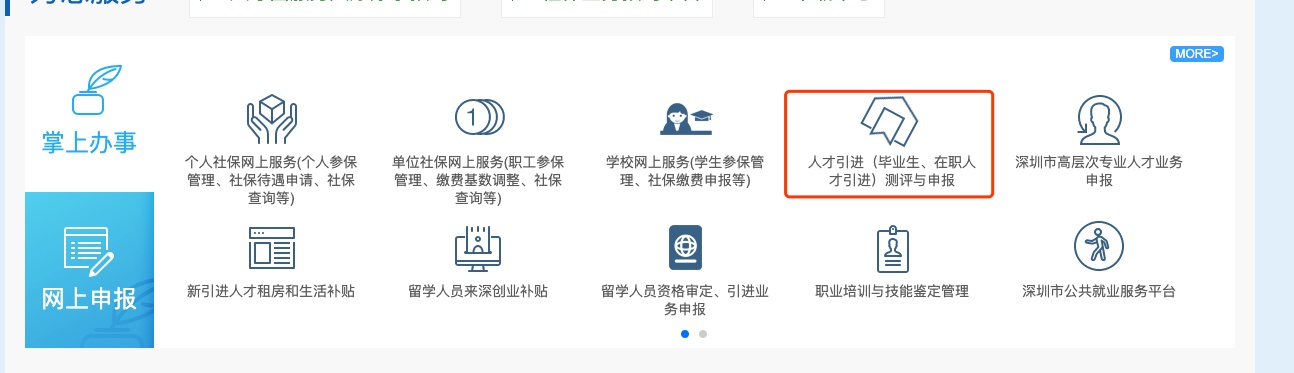 MORE>
掌上办事
网上申报
个人社保网上服务(个人参保
管理、社保待遇申请、社保
查询等)
单位社保网上服务(职工参保
管理、缴费基数调整、社保
查询等)
学校网上服务(学生参保管
理、社保缴费申报等)
人才引进（毕业生、在职人
才引进）测评与申报
深圳市高层次专业人才业务
申报
新引进人才租房和生活补贴
留学人员来深创业补贴
留学人员资格审定、引进业
务申报
职业培训与技能鉴定管理
深圳市公共就业服务平台